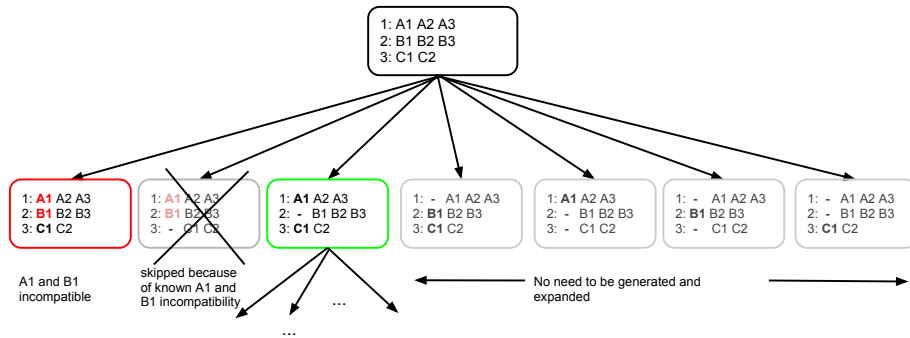 1: A1 A2 A3
2: B1 B2 B3
3: C1 C2
1: A1 A2 A3
2: B1 B2 B3
3: C1 C2
1: A1 A2 A3
2: B1 B2 B3
3: - C1 C2
1: A1 A2 A3
2: - B1 B2 B3
3: C1 C2
1: - A1 A2 A3
2: B1 B2 B3
3: C1 C2
1: A1 A2 A3
2: - B1 B2 B3
3: - C1 C2
1: - A1 A2 A3
2: B1 B2 B3
3: - C1 C2
1: - A1 A2 A3
2: - B1 B2 B3
3: C1 C2
A1 and B1
incompatible
skipped because
of known A1 and
B1 incompatibility
...
...
No need to be generated and
expanded